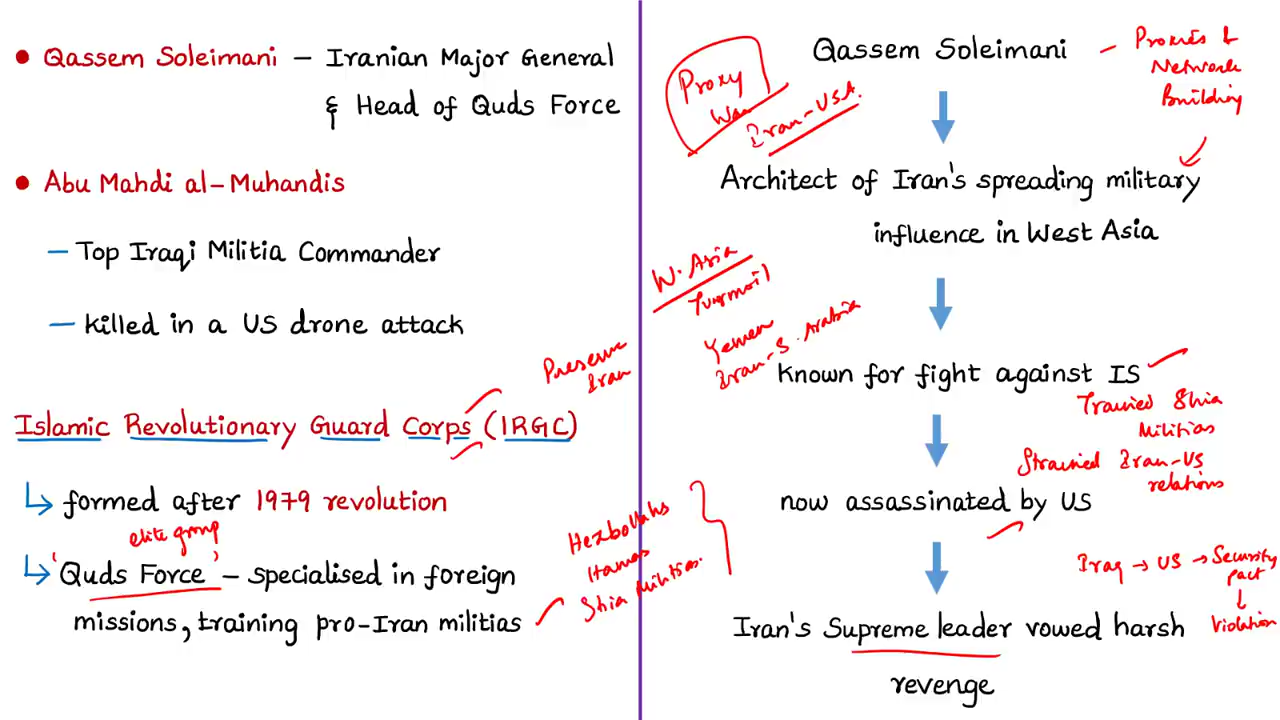 • Qassem Soleimani – Iranian Major General
& Head of Quds Force
• Abu Mahdi al-Muhandis
– Top Iraqi Militia Commander
– killed in a US drone attack
Preserve
Iran
Islamic Revolutionary Guard Corps (IRGC)
↳ formed after 1979 revolution
elite group
↳ 'Quds Force' – specialised in foreign
missions, training pro-Iran militias
Hezbollahs
Hamas
Shia Militias.
Qassem Soleimani – Proxies &
Network
Building
Proxy
War
Iran-USA.
↓
Architect of Iran's spreading military
influence in West Asia
W. Asia
Turmoil
Yemen
Iran-S. Arabia
↓
known for fight against IS
Trained Shia
Militias
Strained Iran-US
relations
↓
now assassinated by US
Iraq → US → Security
pact
↓
Violation
↓
Iran's Supreme leader vowed harsh
revenge